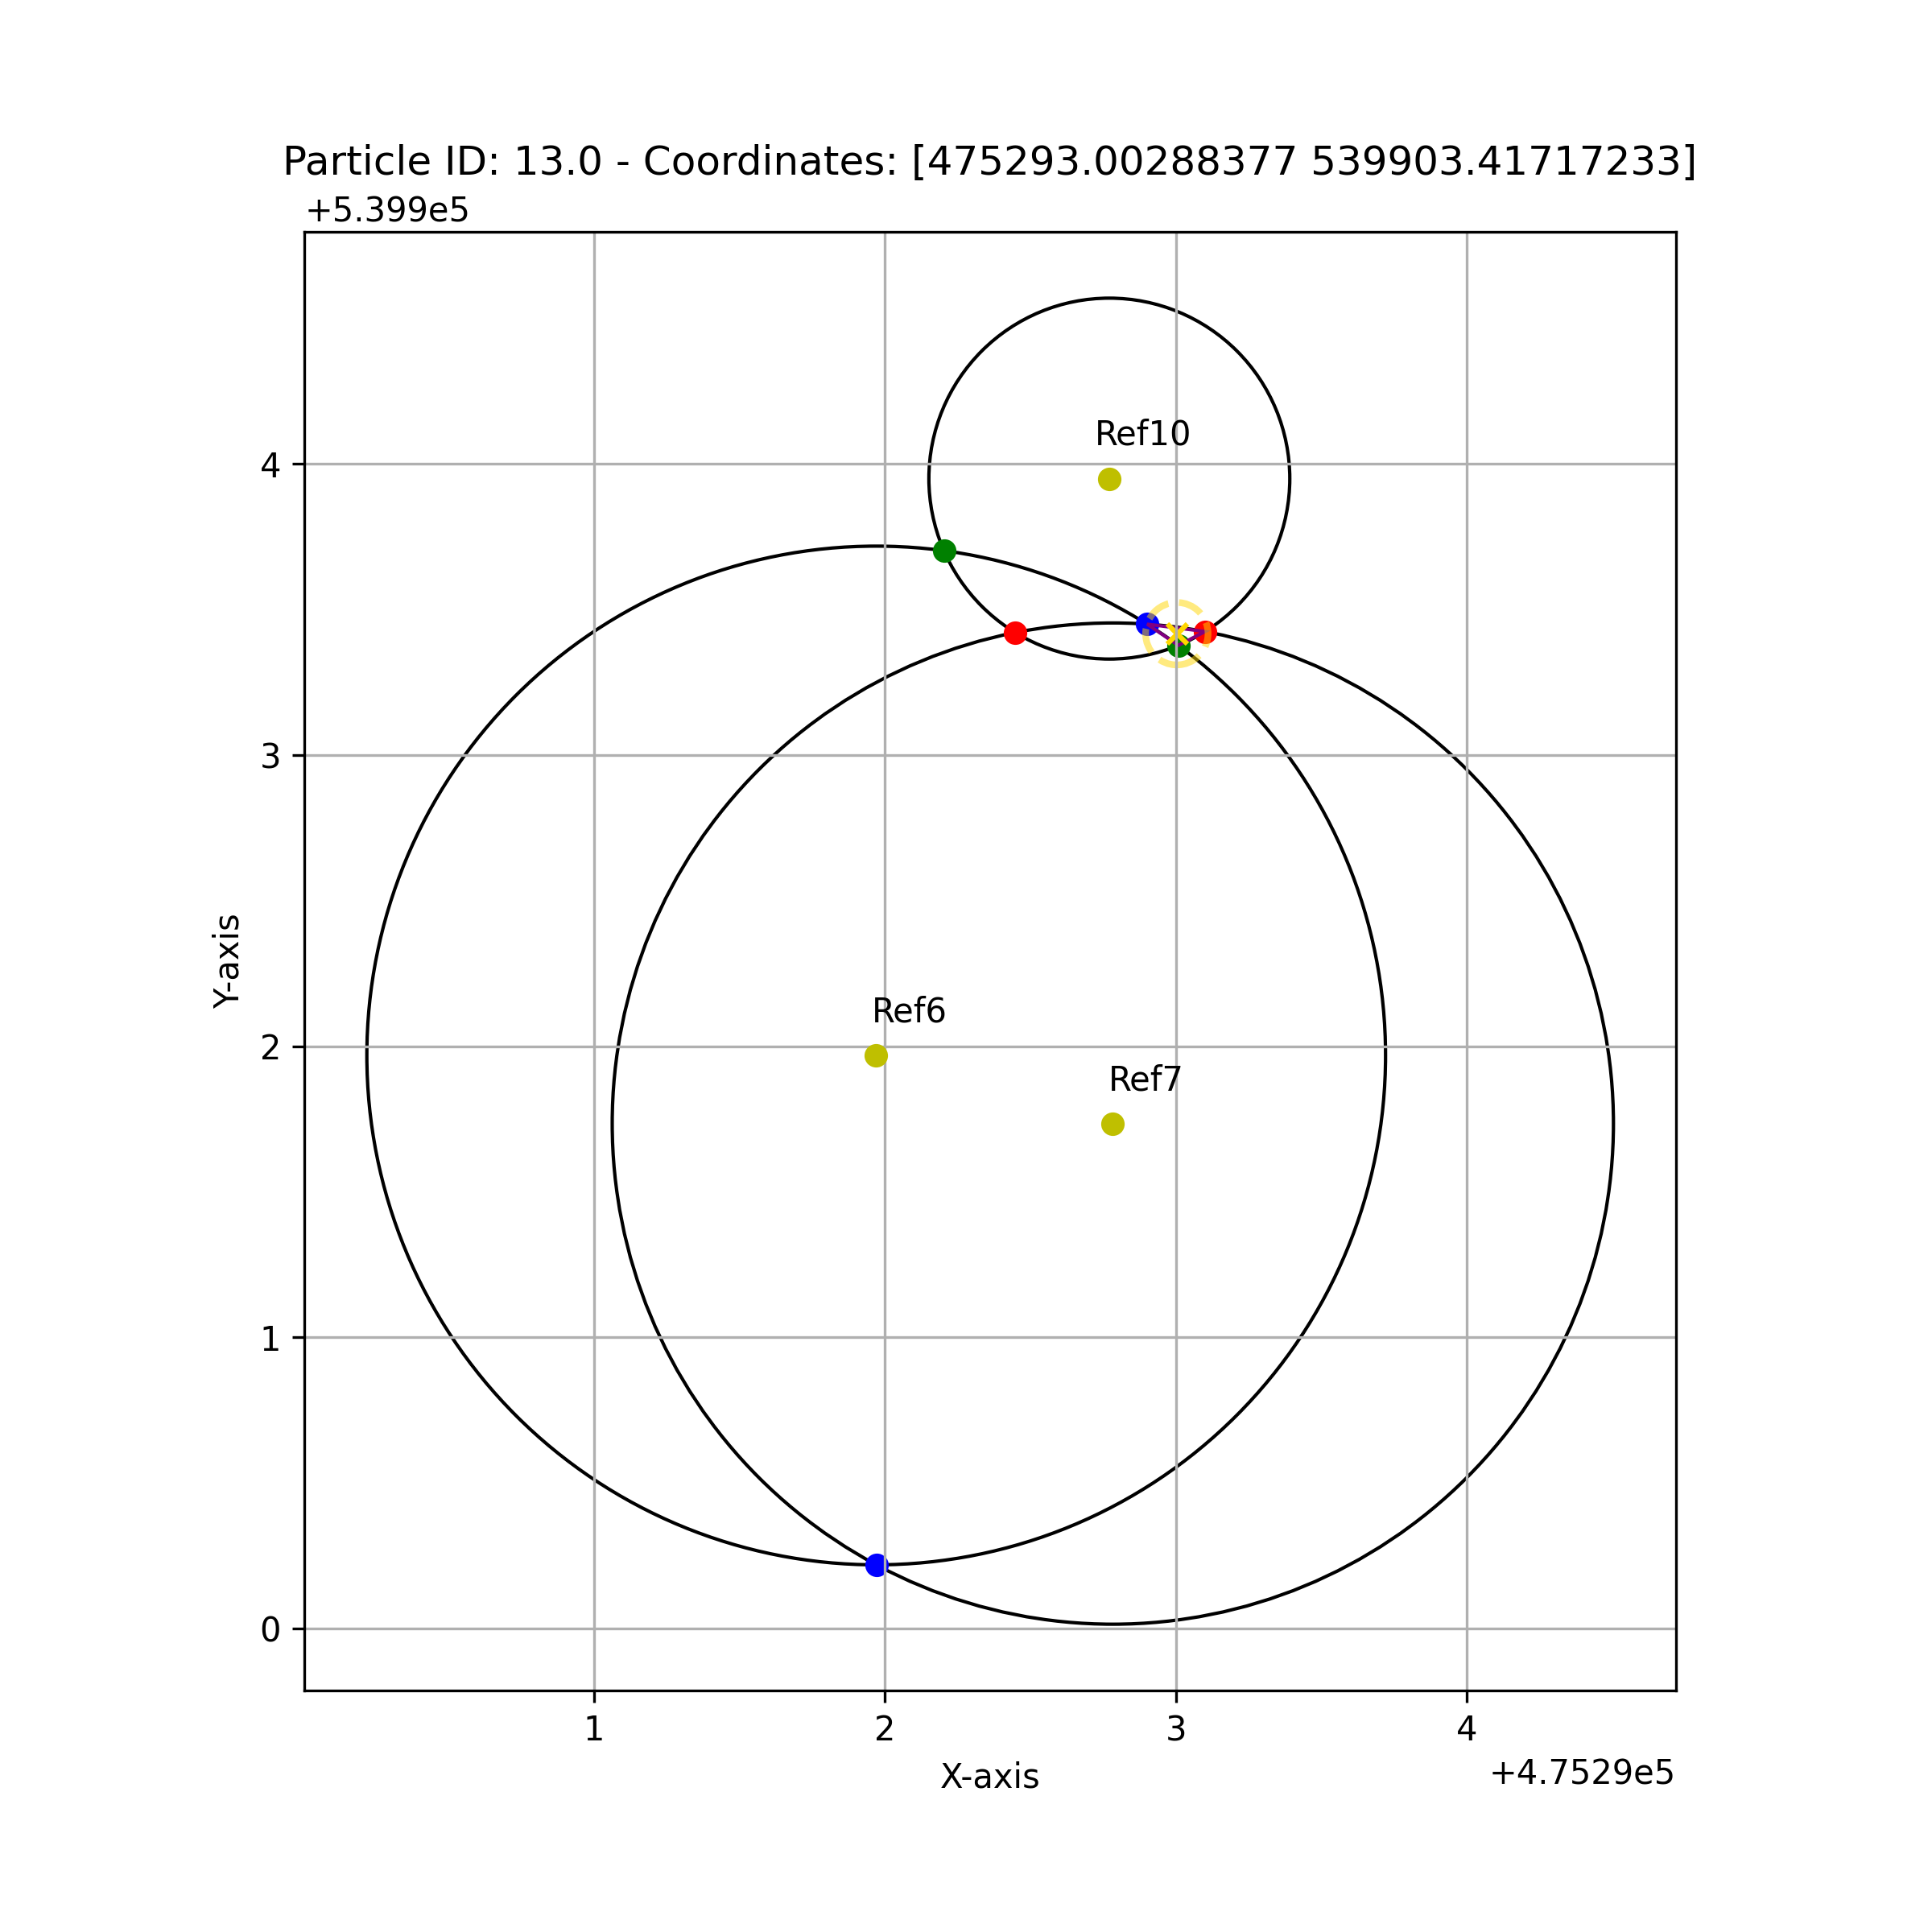 Particle ID: 13.0 - Coordinates: [475293.00288377 539903.41717233]
+5.399e5
Ref10
4
3
Y-axis
Ref6
2
Ref7
1
0
1 2 3 4
X-axis
+4.7529e5